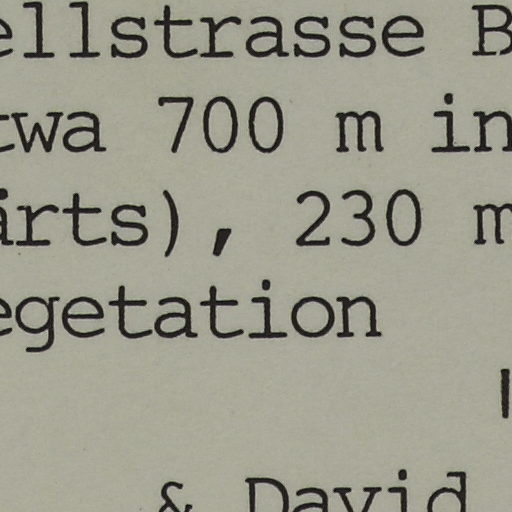 ellstrasse B
twa 700 m in
ärts), 230 m
egetation
& David